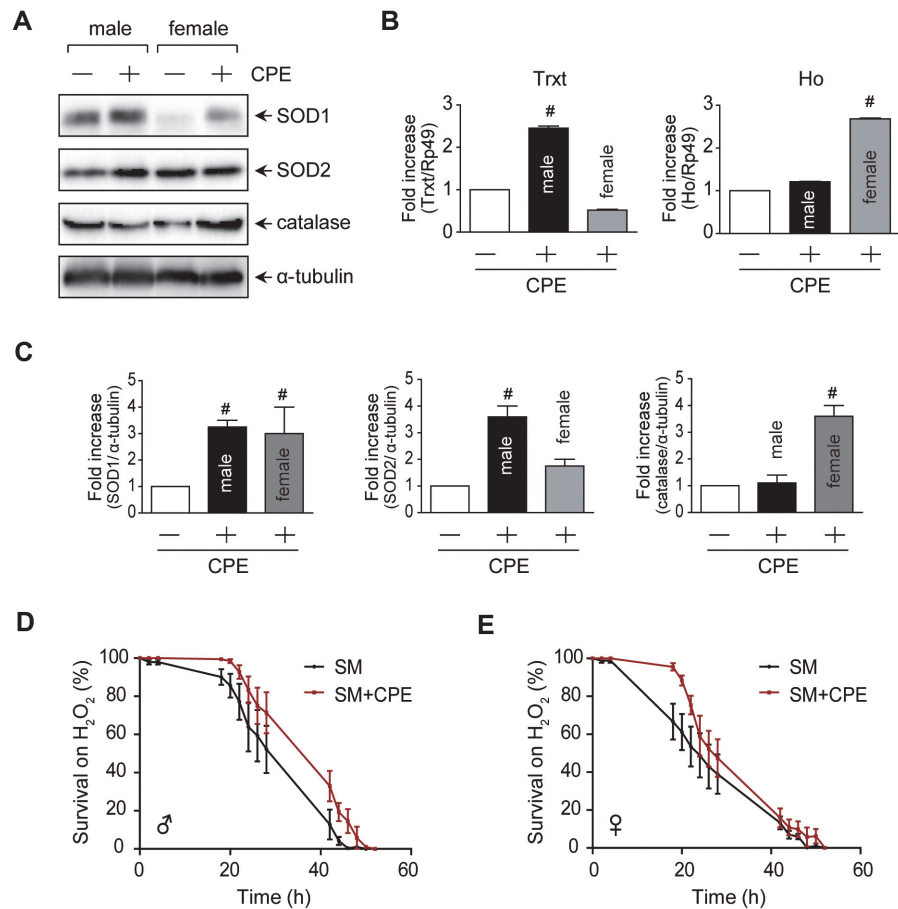 A
male female
— + — + CPE
← SOD1
← SOD2
← catalase
← α-tubulin
B
Trxt
Fold increase
(Trxt/Rp49)
3
2
1
0
#
male
female
— + +
CPE
Ho
Fold increase
(Ho/Rp49)
3
2
1
0
#
male
female
— + +
CPE
C
Fold increase
(SOD1/α-tubulin)
5
4
3
2
1
0
#
#
male
female
— + +
CPE
Fold increase
(SOD2/α-tubulin)
5
4
3
2
1
0
#
male
female
— + +
CPE
Fold increase
(catalase/α-tubulin)
5
4
3
2
1
0
#
male
female
— + +
CPE
D
Survival on H₂O₂ (%)
100
80
60
40
20
0
SM
SM+CPE
♂
0 20 40 60
Time (h)
E
Survival on H₂O₂ (%)
100
80
60
40
20
0
SM
SM+CPE
♀
0 20 40 60
Time (h)